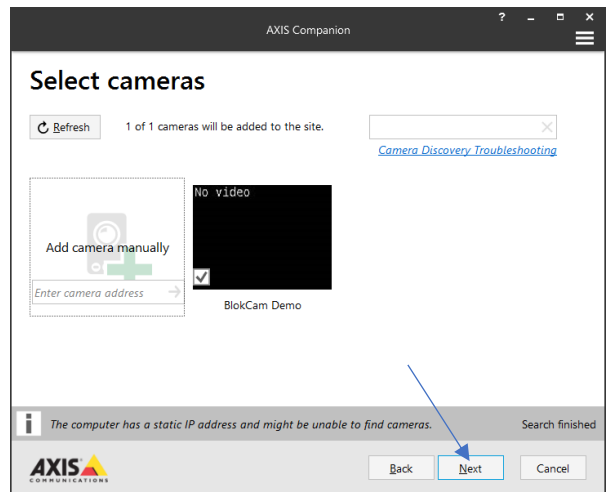 AXIS Companion
?
Select cameras
Refresh
1 of 1 cameras will be added to the site.
Camera Discovery Troubleshooting
No video
Add camera manually
Enter camera address
BlokCam Demo
i The computer has a static IP address and might be unable to find cameras.
Search finished
AXIS
COMMUNICATIONS
Back
Next
Cancel